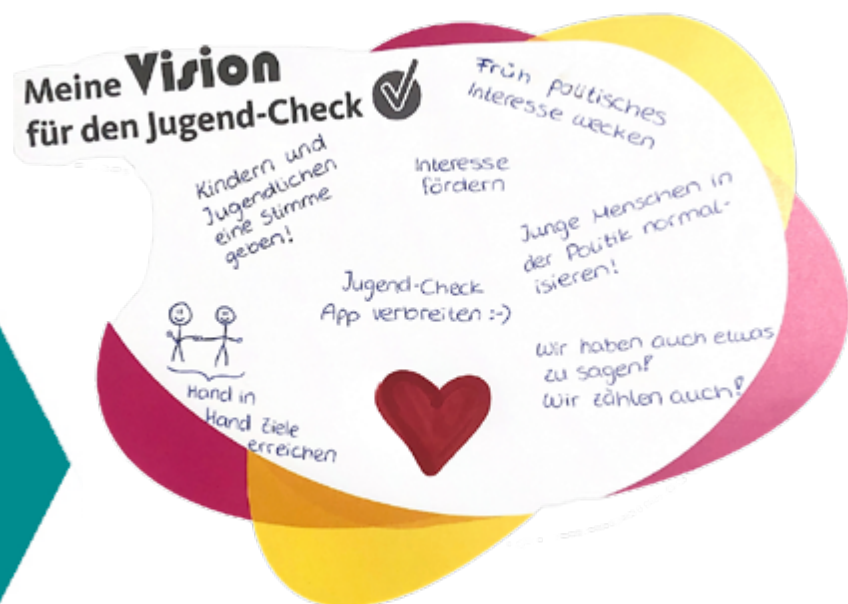 Meine Vision
für den Jugend-Check
Früh politisches
Interesse wecken
Kindern und
Jugendlichen
eine Stimme
geben!
Interesse
fördern
Junge Menschen in
der Politik normal-
isieren!
Jugend-Check
App verbreiten :-)
Wir haben auch etwas
zu sagen!
Wir zählen auch!
Hand in
Hand Ziele
erreichen